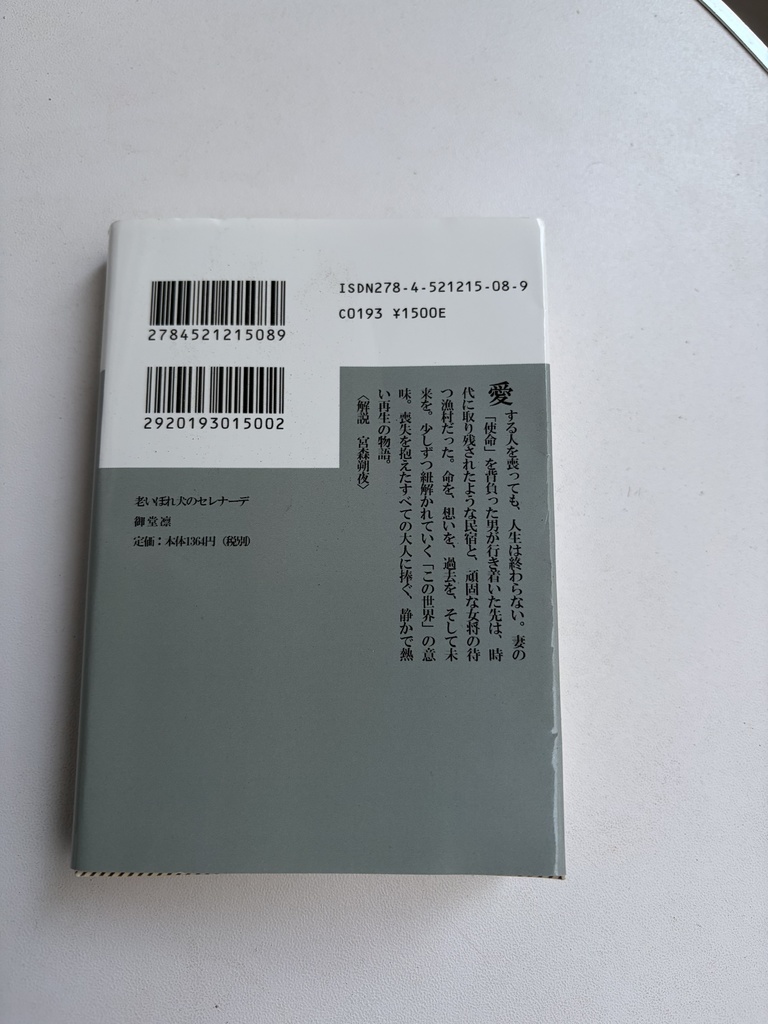 ISDN278-4-521215-08-9
C0193 ¥1500E
2784521215089
2920193015002
愛する人を喪っても、人生は終わらない。妻の
「使命」を背負った男が行き着いた先は、時
代に取り残されたような民宿と、頑固な女将の待
つ漁村だった。命を、想いを、過去を、そして未
来を。少しずつ紐解かれていく「この世界」の意
味。喪失を抱えたすべての大人に捧ぐ、静かで熱
い再生の物語。
〈解説 宮森朔夜〉
老いぼれ犬のセレナーデ
御堂凛
定価:本体1364円(税別)